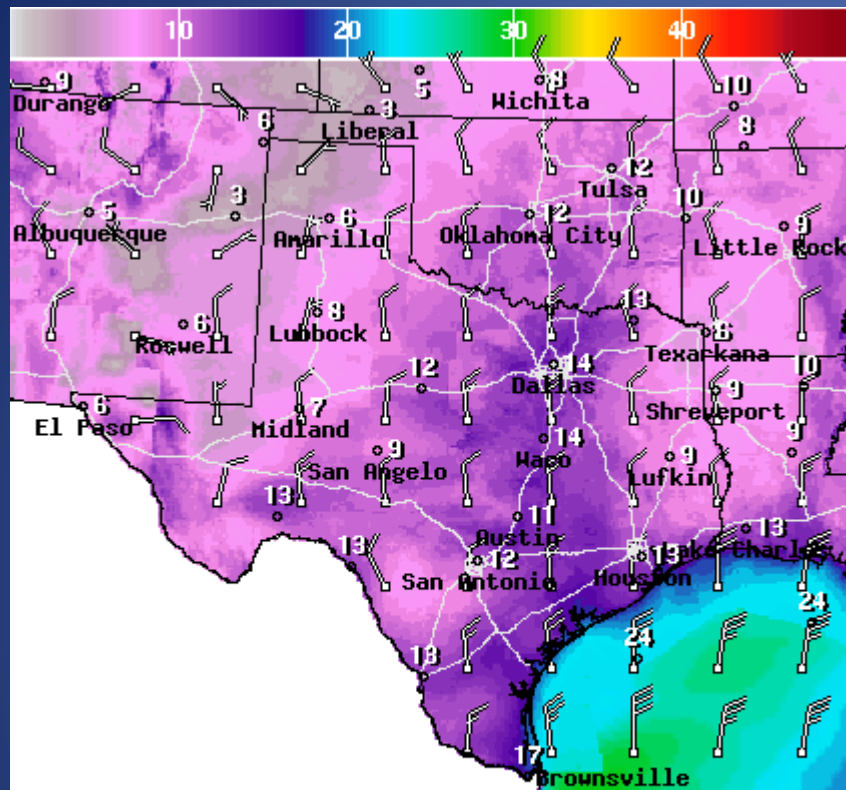 10 20 30 40
9 5 8 10
Durango Wichita
3
Liberal
6 8
12
Tulsa
5 3 6 12 10 9
Albuquerque Amarillo Oklahoma City Little Rock
6 8 13
Roswell Lubbock Texarkana
14
12 Dallas 10
6 7 9
El Paso Midland Shreveport
14
9 Waco 9 9
San Angelo Lufkin
13 11 13
Austin Lake Charles
13 12 13
San Antonio Houston
24
24
13
17
Brownsville